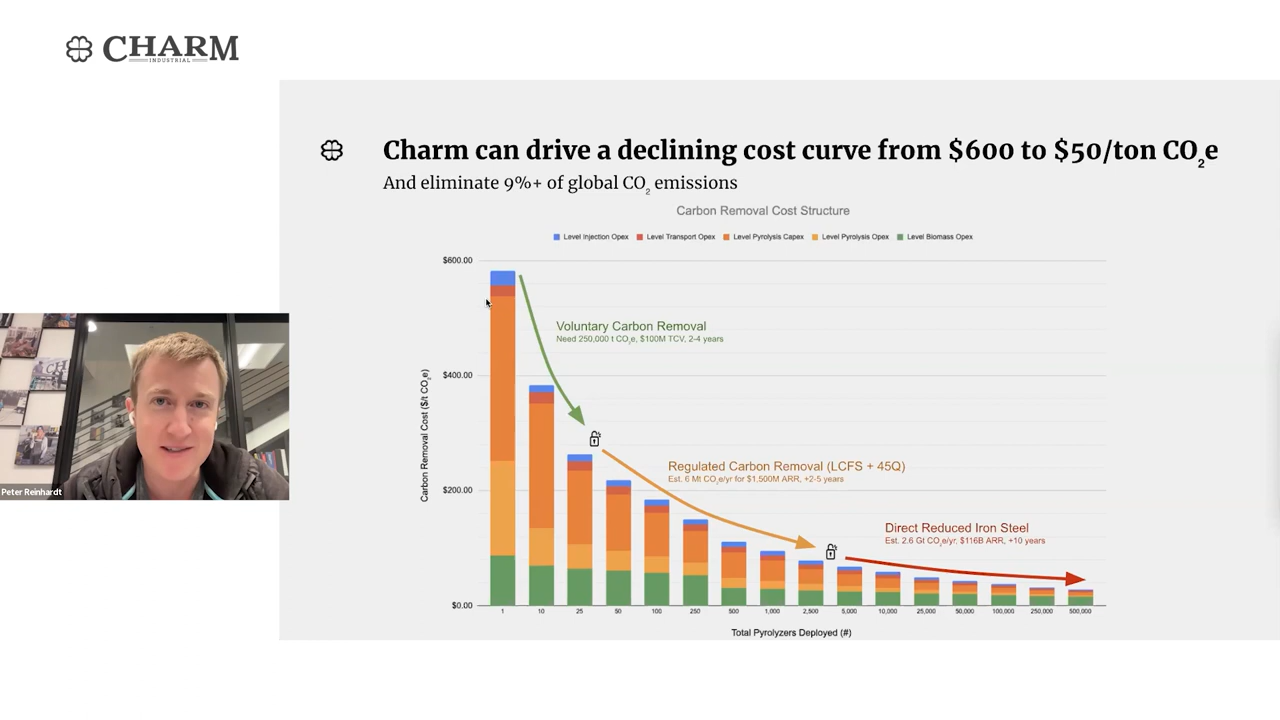 CHARM
INDUSTRIAL
Charm can drive a declining cost curve from $600 to $50/ton CO₂e
And eliminate 9%+ of global CO₂ emissions
Carbon Removal Cost Structure
Level Injection Opex Level Transport Opex Level Pyrolysis Capex Level Pyrolysis Opex Level Biomass Opex
Carbon Removal Cost ($/t CO₂e)
$600.00
$400.00
$200.00
$0.00
Voluntary Carbon Removal
Need 250,000 t CO₂e, $100M TCV, 2-4 years
Regulated Carbon Removal (LCFS + 45Q)
Est. 6 Mt CO₂e/yr for $1,500M ARR, +2-5 years
Direct Reduced Iron Steel
Est. 2.6 Gt CO₂e/yr, $116B ARR, +10 years
1 10 25 50 100 250 500 1,000 2,500 5,000 10,000 25,000 50,000 100,000 250,000 500,000
Total Pyrolyzers Deployed (#)
Peter Reinhardt